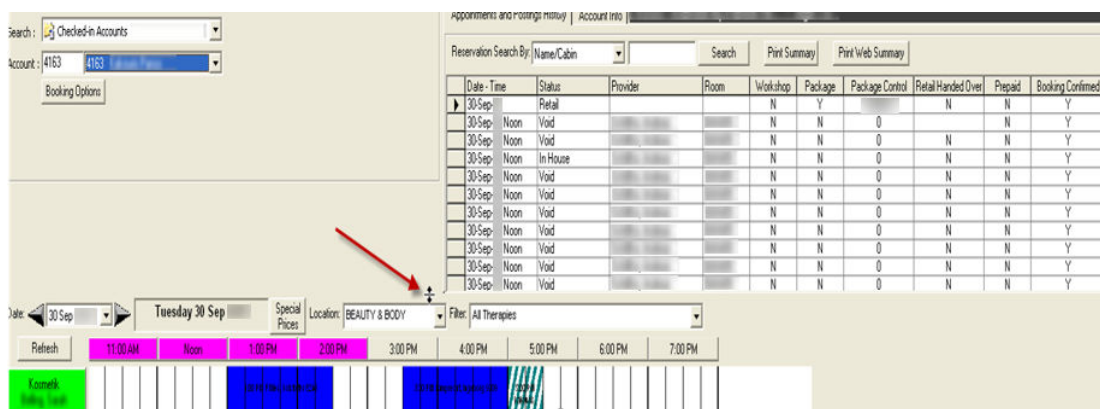 Appointments and Postings History Account Info
Search : Checked-in Accounts
Account : 4163 4163
Booking Options
Reservation Search By: Name/Cabin Search Print Summary Print Web Summary
Date - Time Status Provider Room Workshop Package Package Control Retail Handed Over Prepaid Booking Confirmed
30-Sep- Retail N Y N N Y
30-Sep- Noon Void N N 0 N Y
30-Sep- Noon Void N N 0 N N Y
30-Sep- Noon In House N N 0 N N Y
30-Sep- Noon Void N N 0 N N Y
30-Sep- Noon Void N N 0 N N Y
30-Sep- Noon Void N N 0 N N Y
30-Sep- Noon Void N N 0 N N Y
30-Sep- Noon Void N N 0 N N Y
30-Sep- Noon Void N N 0 N N Y
30-Sep- Noon Void N N 0 N N Y
Date: 30 Sep Tuesday 30 Sep Special Prices Location: BEAUTY & BODY Filter: All Therapies
Refresh 11:00 AM Noon 1:00 PM 2:00 PM 3:00 PM 4:00 PM 5:00 PM 6:00 PM 7:00 PM
Kosmetik